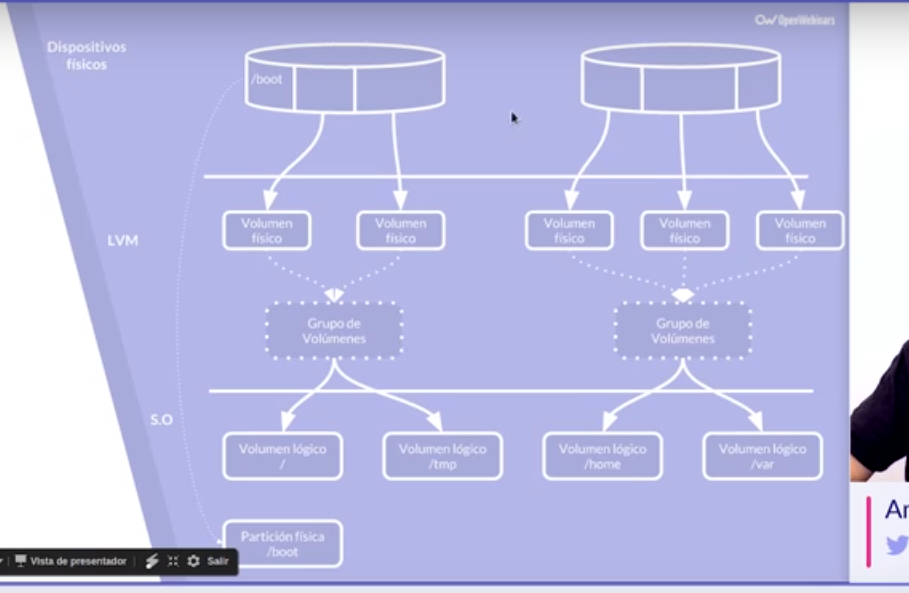 OpenWebinars
Dispositivos
físicos
/boot
LVM
Volumen
físico
Volumen
físico
Volumen
físico
Volumen
físico
Volumen
físico
Grupo de
Volúmenes
Grupo de
Volúmenes
S.O
Volumen lógico
/
Volumen lógico
/tmp
Volumen lógico
/home
Volumen lógico
/var
Partición física
/boot
Vista de presentador
Salir
Ar